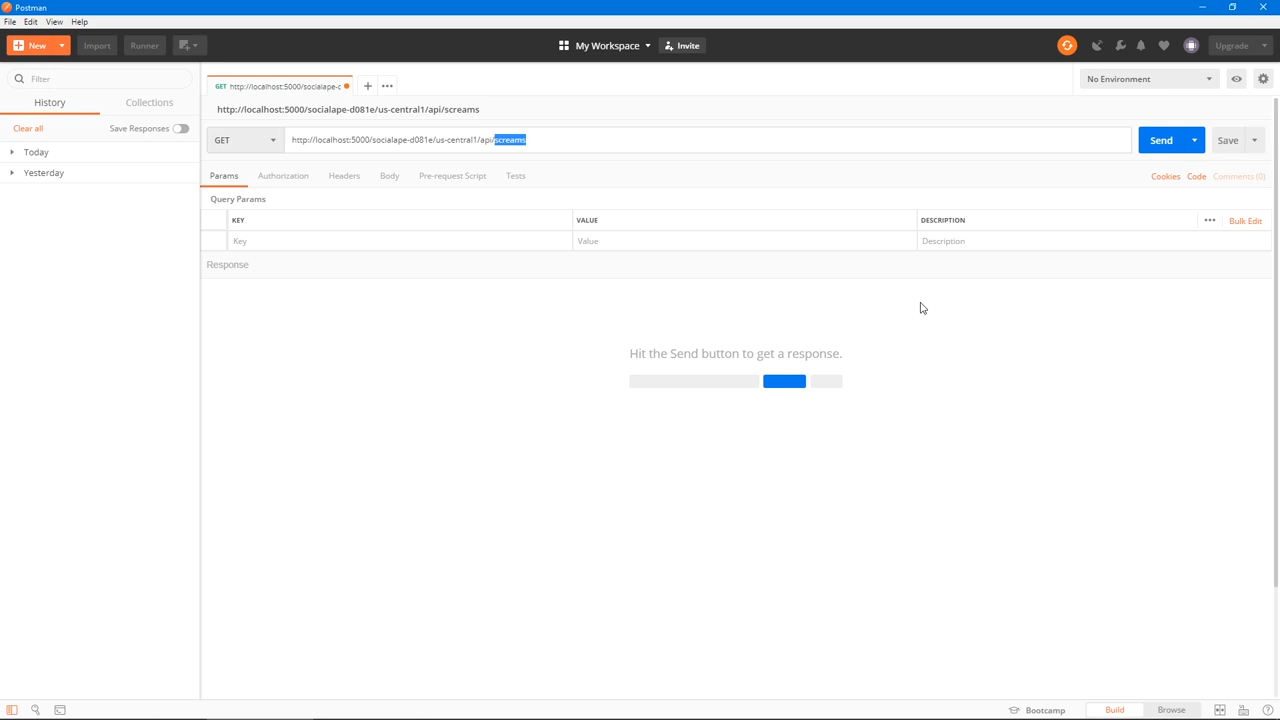 Postman
File Edit View Help
New Import Runner My Workspace Invite Upgrade
Filter
History Collections
Clear all Save Responses
Today
Yesterday
GET http://localhost:5000/socialape-c
No Environment
http://localhost:5000/socialape-d081e/us-central1/api/screams
GET http://localhost:5000/socialape-d081e/us-central1/api/screams Send Save
Params Authorization Headers Body Pre-request Script Tests Cookies Code Comments (0)
Query Params
KEY VALUE DESCRIPTION Bulk Edit
Key Value Description
Response
Hit the Send button to get a response.
Bootcamp Build Browse